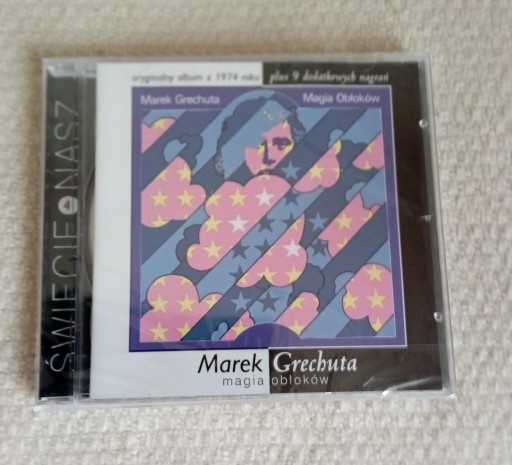 oryginalny album z 1974 roku plus 9 dodatkowych nagrań
Marek Grechuta Magia Obłoków
ŚWIECIE NASZ
Marek Grechuta
magia obłoków